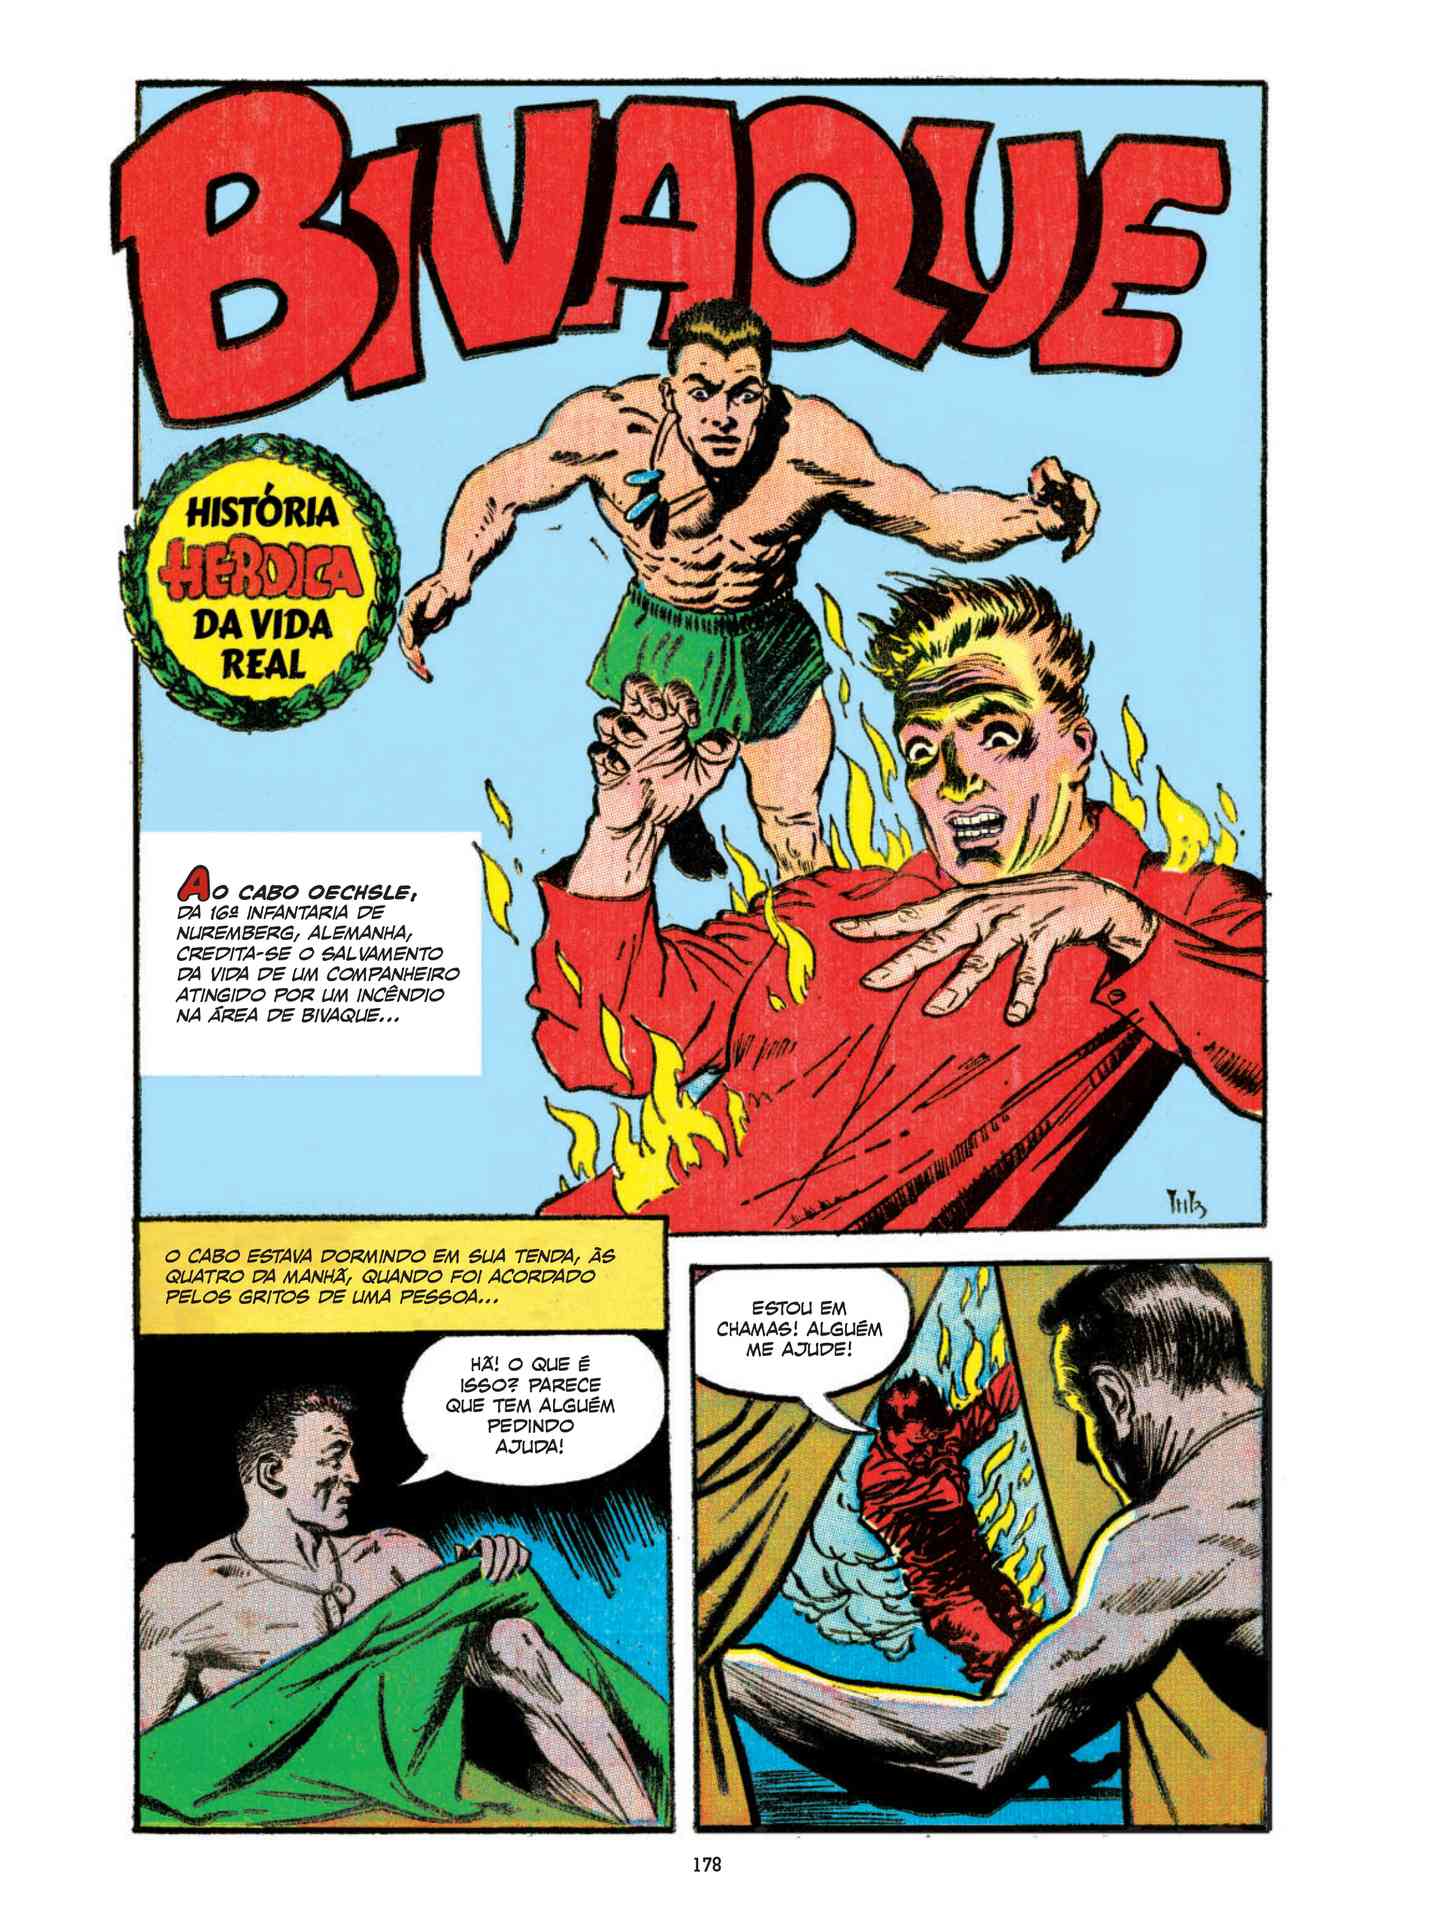 BIVAQUE
HISTÓRIA
HEROICA
DA VIDA
REAL
AO CABO OECHSLE,
DA 16ª INFANTARIA DE
NUREMBERG, ALEMANHA,
CREDITA-SE O SALVAMENTO
DA VIDA DE UM COMPANHEIRO
ATINGIDO POR UM INCÊNDIO
NA ÁREA DE BIVAQUE...
O CABO ESTAVA DORMINDO EM SUA TENDA, ÀS
QUATRO DA MANHÃ, QUANDO FOI ACORDADO
PELOS GRITOS DE UMA PESSOA...
HÃ! O QUE É
ISSO? PARECE
QUE TEM ALGUÉM
PEDINDO
AJUDA!
ESTOU EM
CHAMAS! ALGUÉM
ME AJUDE!
178